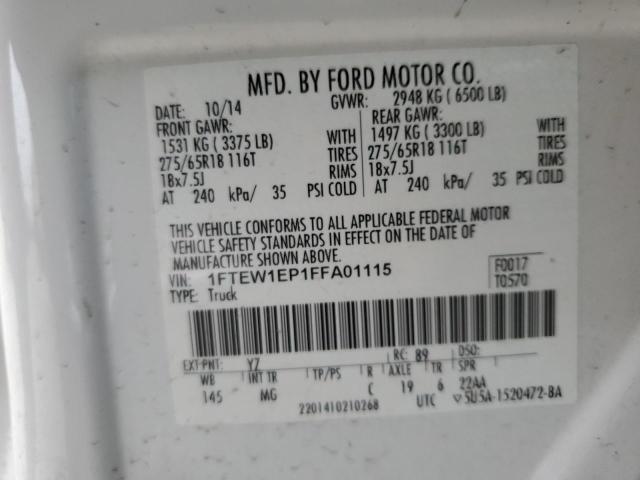 MFD. BY FORD MOTOR CO.
DATE: 10/14 GVWR: 2948 KG ( 6500 LB)
FRONT GAWR: REAR GAWR:
1531 KG ( 3375 LB) WITH 1497 KG ( 3300 LB) WITH
275/65R18 116T TIRES 275/65R18 116T TIRES
18x7.5J RIMS 18x7.5J RIMS
AT 240 kPa/ 35 PSI COLD AT 240 kPa/ 35 PSI COLD
THIS VEHICLE CONFORMS TO ALL APPLICABLE FEDERAL MOTOR
VEHICLE SAFETY STANDARDS IN EFFECT ON THE DATE OF
MANUFACTURE SHOWN ABOVE.
VIN: 1FTEW1EP1FFA01115 F0017
TYPE: Truck T0570
EXT PNT: YZ RC: 89 DSO:
WB INT TR TP/PS R AXLE TR SPR
145 MG C 19 6 22AA
2201410210268 UTC ▽5U5A-1520472-BA